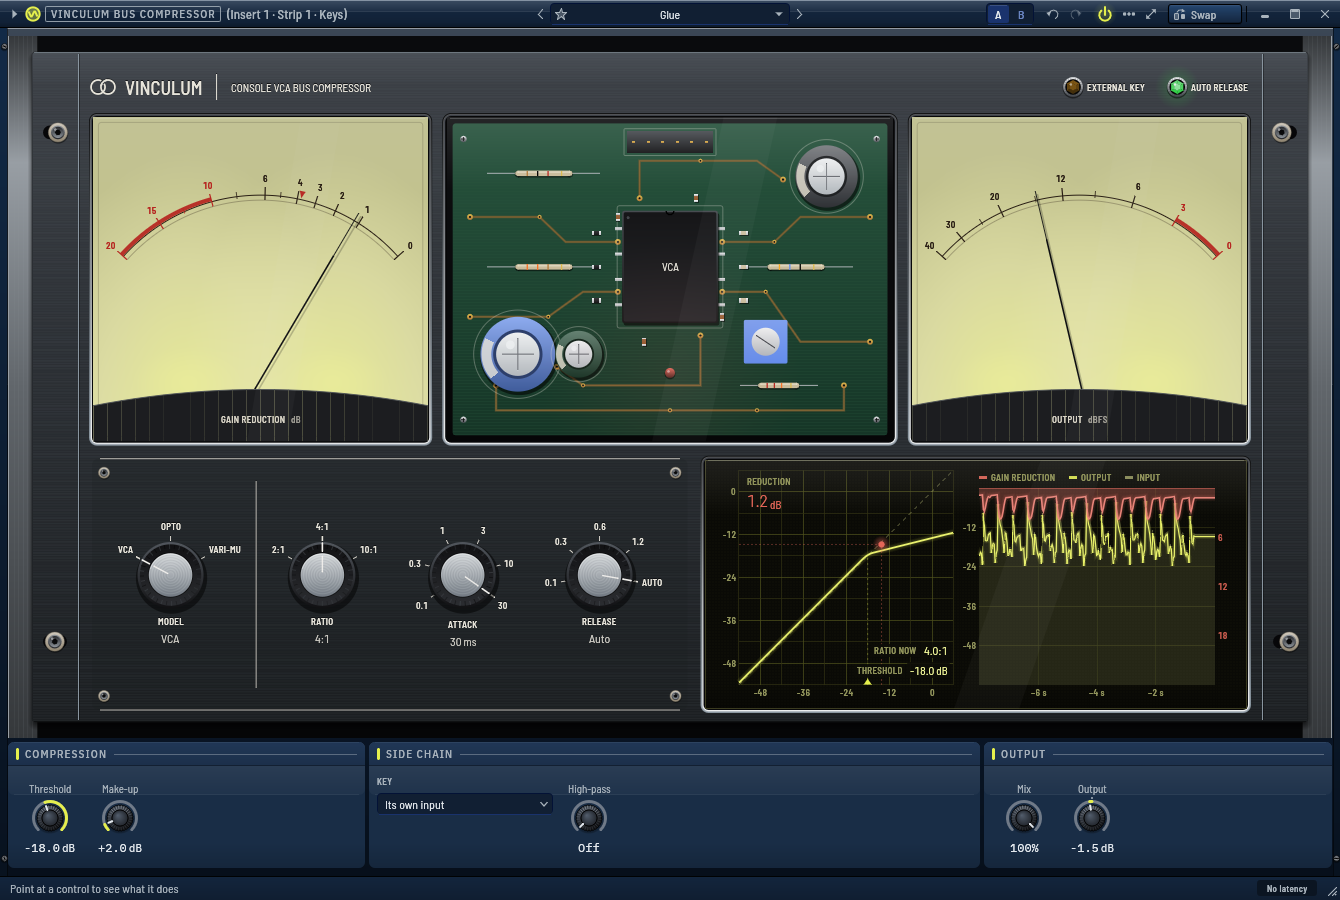 VINCULUM BUS COMPRESSOR (Insert 1 · Strip 1 · Keys)
Glue
A B
Swap
VINCULUM
CONSOLE VCA BUS COMPRESSOR
EXTERNAL KEY
AUTO RELEASE
20 15 10 6 4 3 2 1 0
GAIN REDUCTION dB
VCA
40 30 20 12 6 3 0
OUTPUT dBFS
VCA OPTO VARI-MU
MODEL
VCA
2:1 4:1 10:1
RATIO
4:1
0.1 0.3 1 3 10 30
ATTACK
30 ms
0.1 0.3 0.6 1.2 AUTO
RELEASE
Auto
REDUCTION
1.2 dB
0
-12
-24
-36
-48
-48 -36 -24 -12 0
RATIO NOW 4.0:1
THRESHOLD -18.0 dB
GAIN REDUCTION OUTPUT INPUT
-12
-24
-36
-48
6
12
18
-6 s -4 s -2 s
COMPRESSION
Threshold
-18.0 dB
Make-up
+2.0 dB
SIDE CHAIN
KEY
Its own input
High-pass
Off
OUTPUT
Mix
100%
Output
-1.5 dB
Point at a control to see what it does
No latency